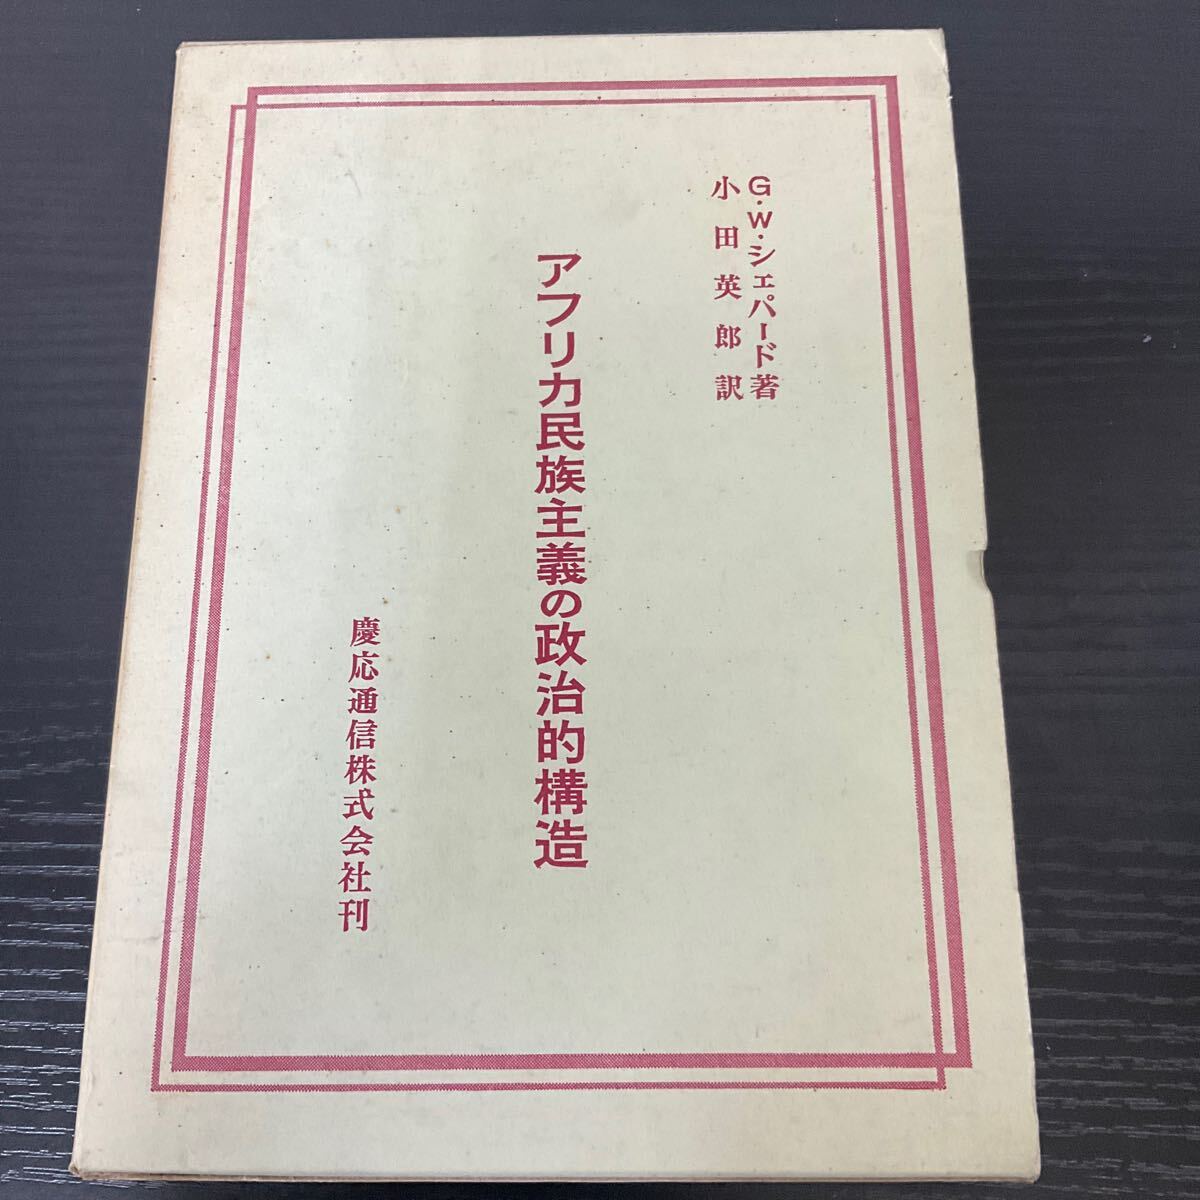 G・W・シェパード著
小田英郎訳
アフリカ民族主義の政治的構造
慶応通信株式会社刊